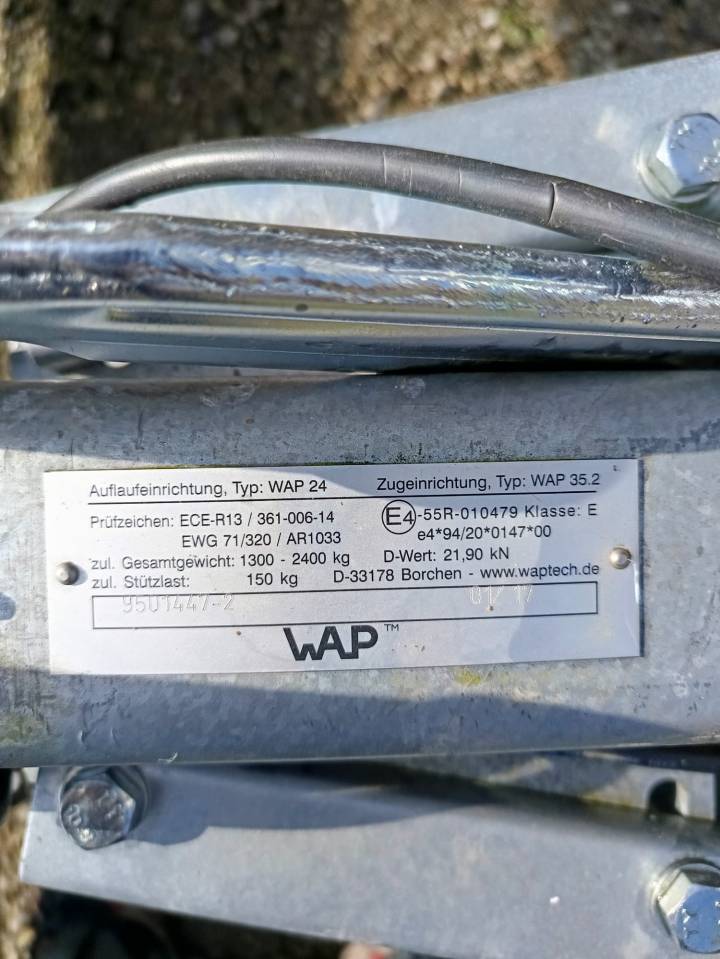 Auflaufeinrichtung, Typ: WAP 24 Zugeinrichtung, Typ: WAP 35.2
Prüfzeichen: ECE-R13 / 361-006-14 E4-55R-010479 Klasse: E
EWG 71/320 / AR1033 e4*94/20*0147*00
zul. Gesamtgewicht: 1300 - 2400 kg D-Wert: 21,90 kN
zul. Stützlast: 150 kg D-33178 Borchen - www.waptech.de
9501447-2 01/17
WAP™